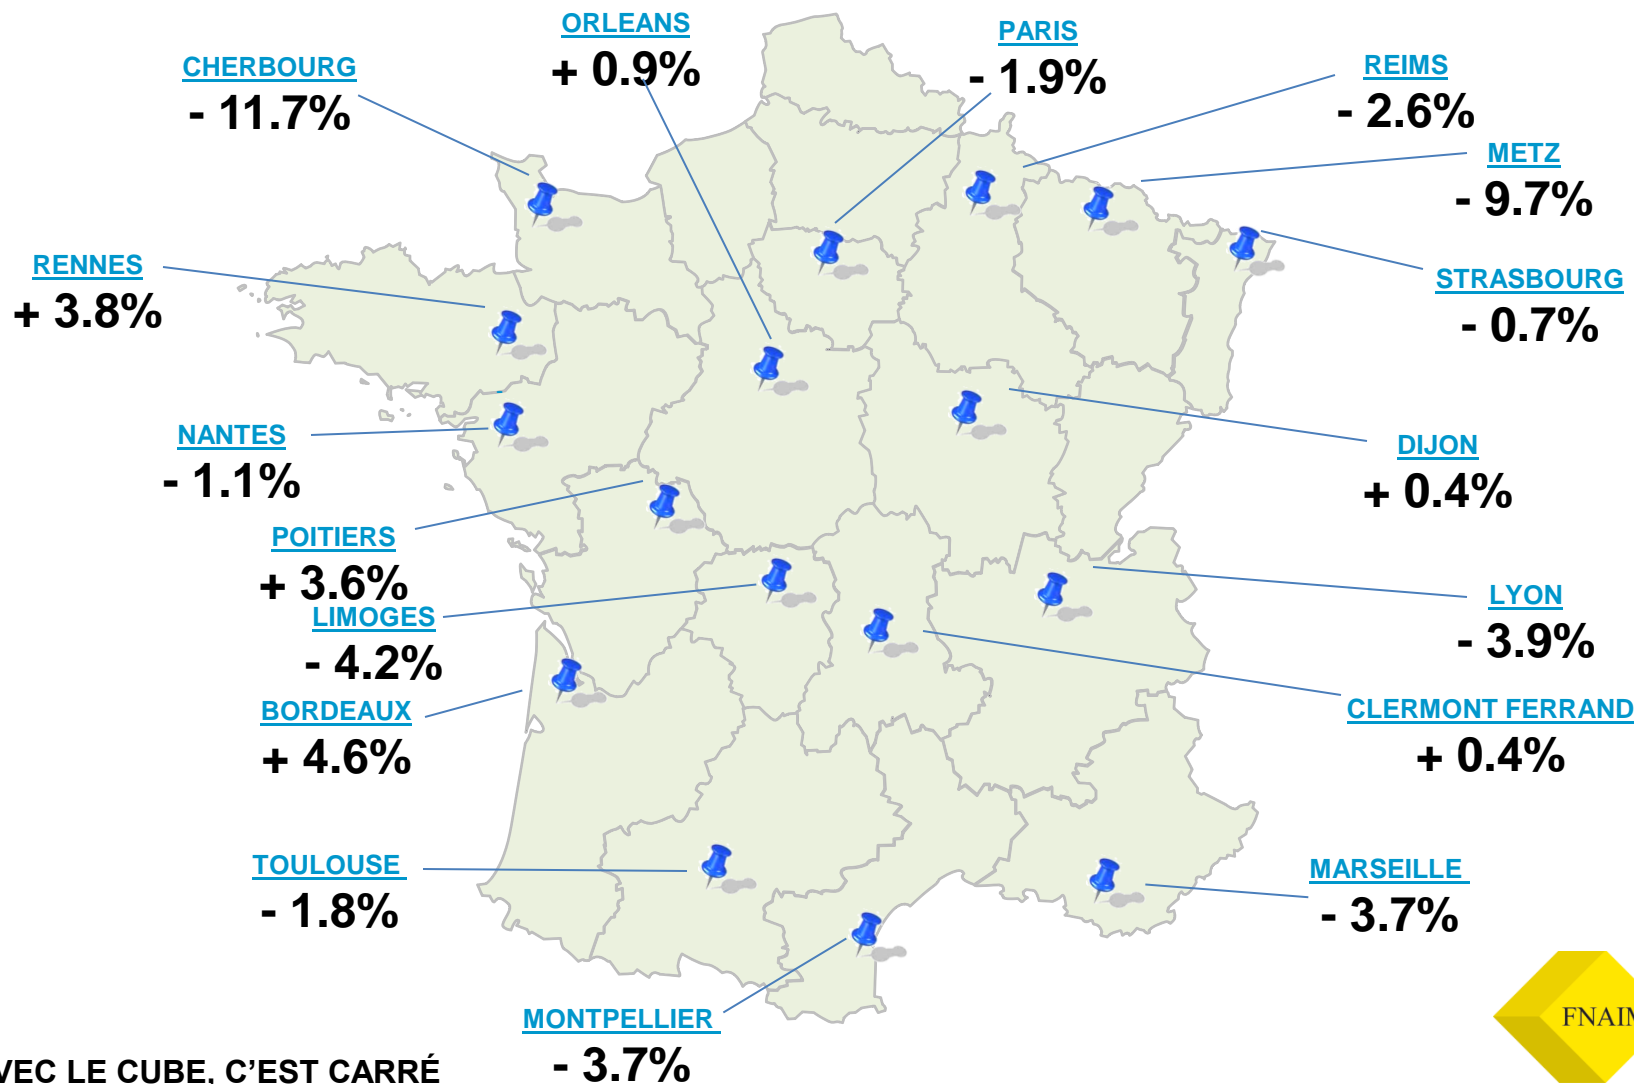 ORLEANS
+ 0.9%
PARIS
- 1.9%
CHERBOURG
- 11.7%
REIMS
- 2.6%
METZ
- 9.7%
RENNES
+ 3.8%
STRASBOURG
- 0.7%
NANTES
- 1.1%
DIJON
+ 0.4%
POITIERS
+ 3.6%
LIMOGES
- 4.2%
LYON
- 3.9%
BORDEAUX
+ 4.6%
CLERMONT FERRAND
+ 0.4%
TOULOUSE
- 1.8%
MARSEILLE
- 3.7%
MONTPELLIER
- 3.7%
FNAIM
VEC LE CUBE, C’EST CARRÉ